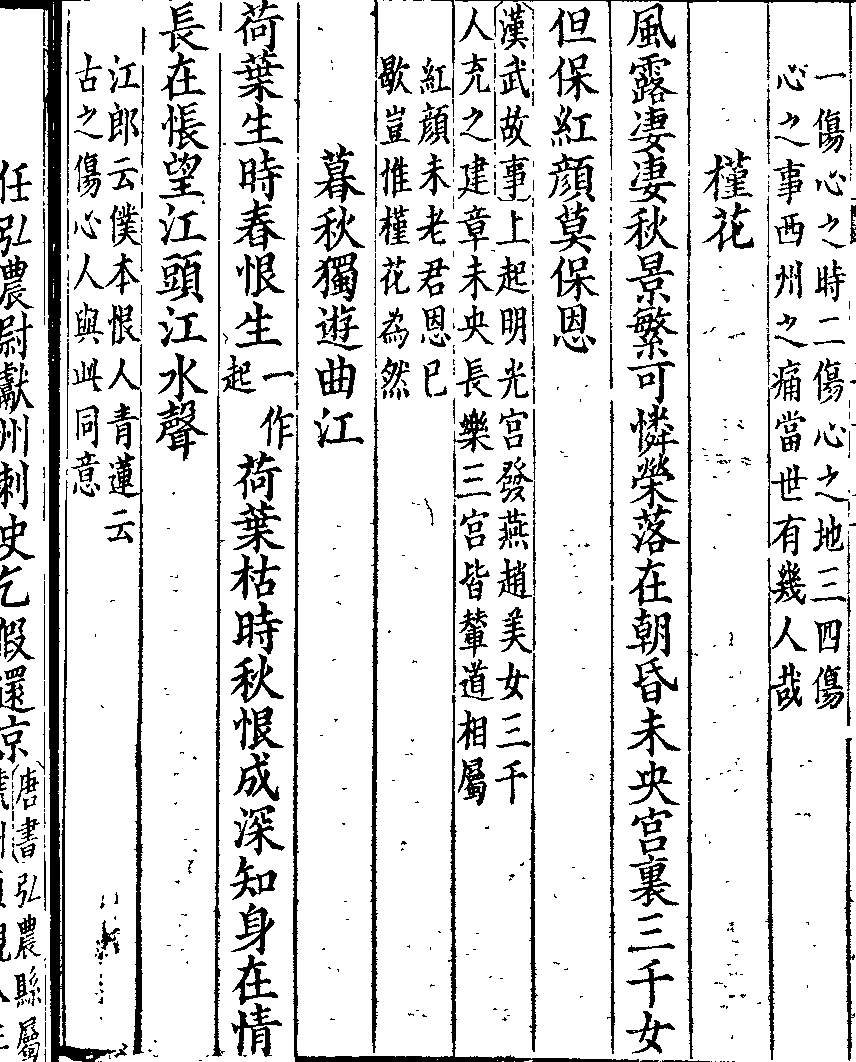 一傷心之時二傷心之地三四傷
心之事西州之痛當世有幾人哉
槿花
風露凄凄秋景繁可憐榮落在朝昏未央宮裏三千女
但保紅顔莫保恩
漢武故事上起明光宮發燕趙美女三千
人充之建章未央長樂三宮皆輦道相屬
紅顔未老君恩已
歇豈惟槿花為然
暮秋獨遊曲江
荷葉生時春恨生一作起荷葉枯時秋恨成深知身在情
長在悵望江頭江水聲
江郎云僕本恨人青蓮云
古之傷心人與此同意
任弘農尉獻州刺史乞假還京
唐書弘農縣屬